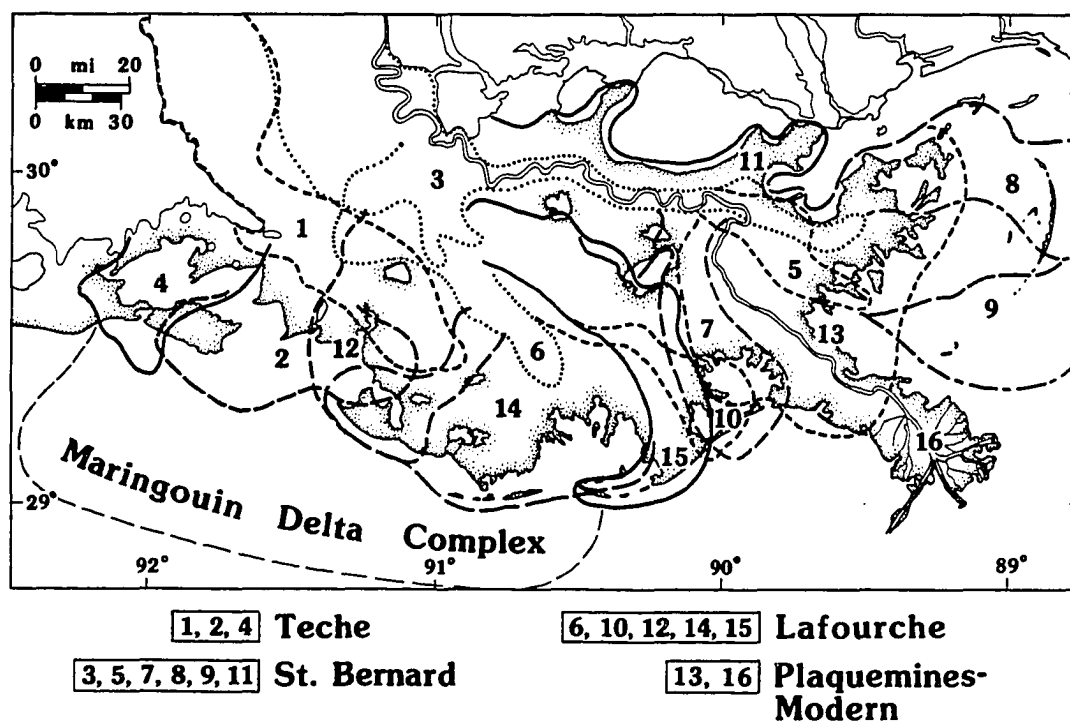 0 mi 20
0 km 30
30°
3
11
8
1
5
4
9
7
13
2
12
6
14
10
16
15
Maringouin Delta Complex
29°
92° 91° 90° 89°
1, 2, 4 Teche
6, 10, 12, 14, 15 Lafourche
3, 5, 7, 8, 9, 11 St. Bernard
13, 16 Plaquemines-
Modern